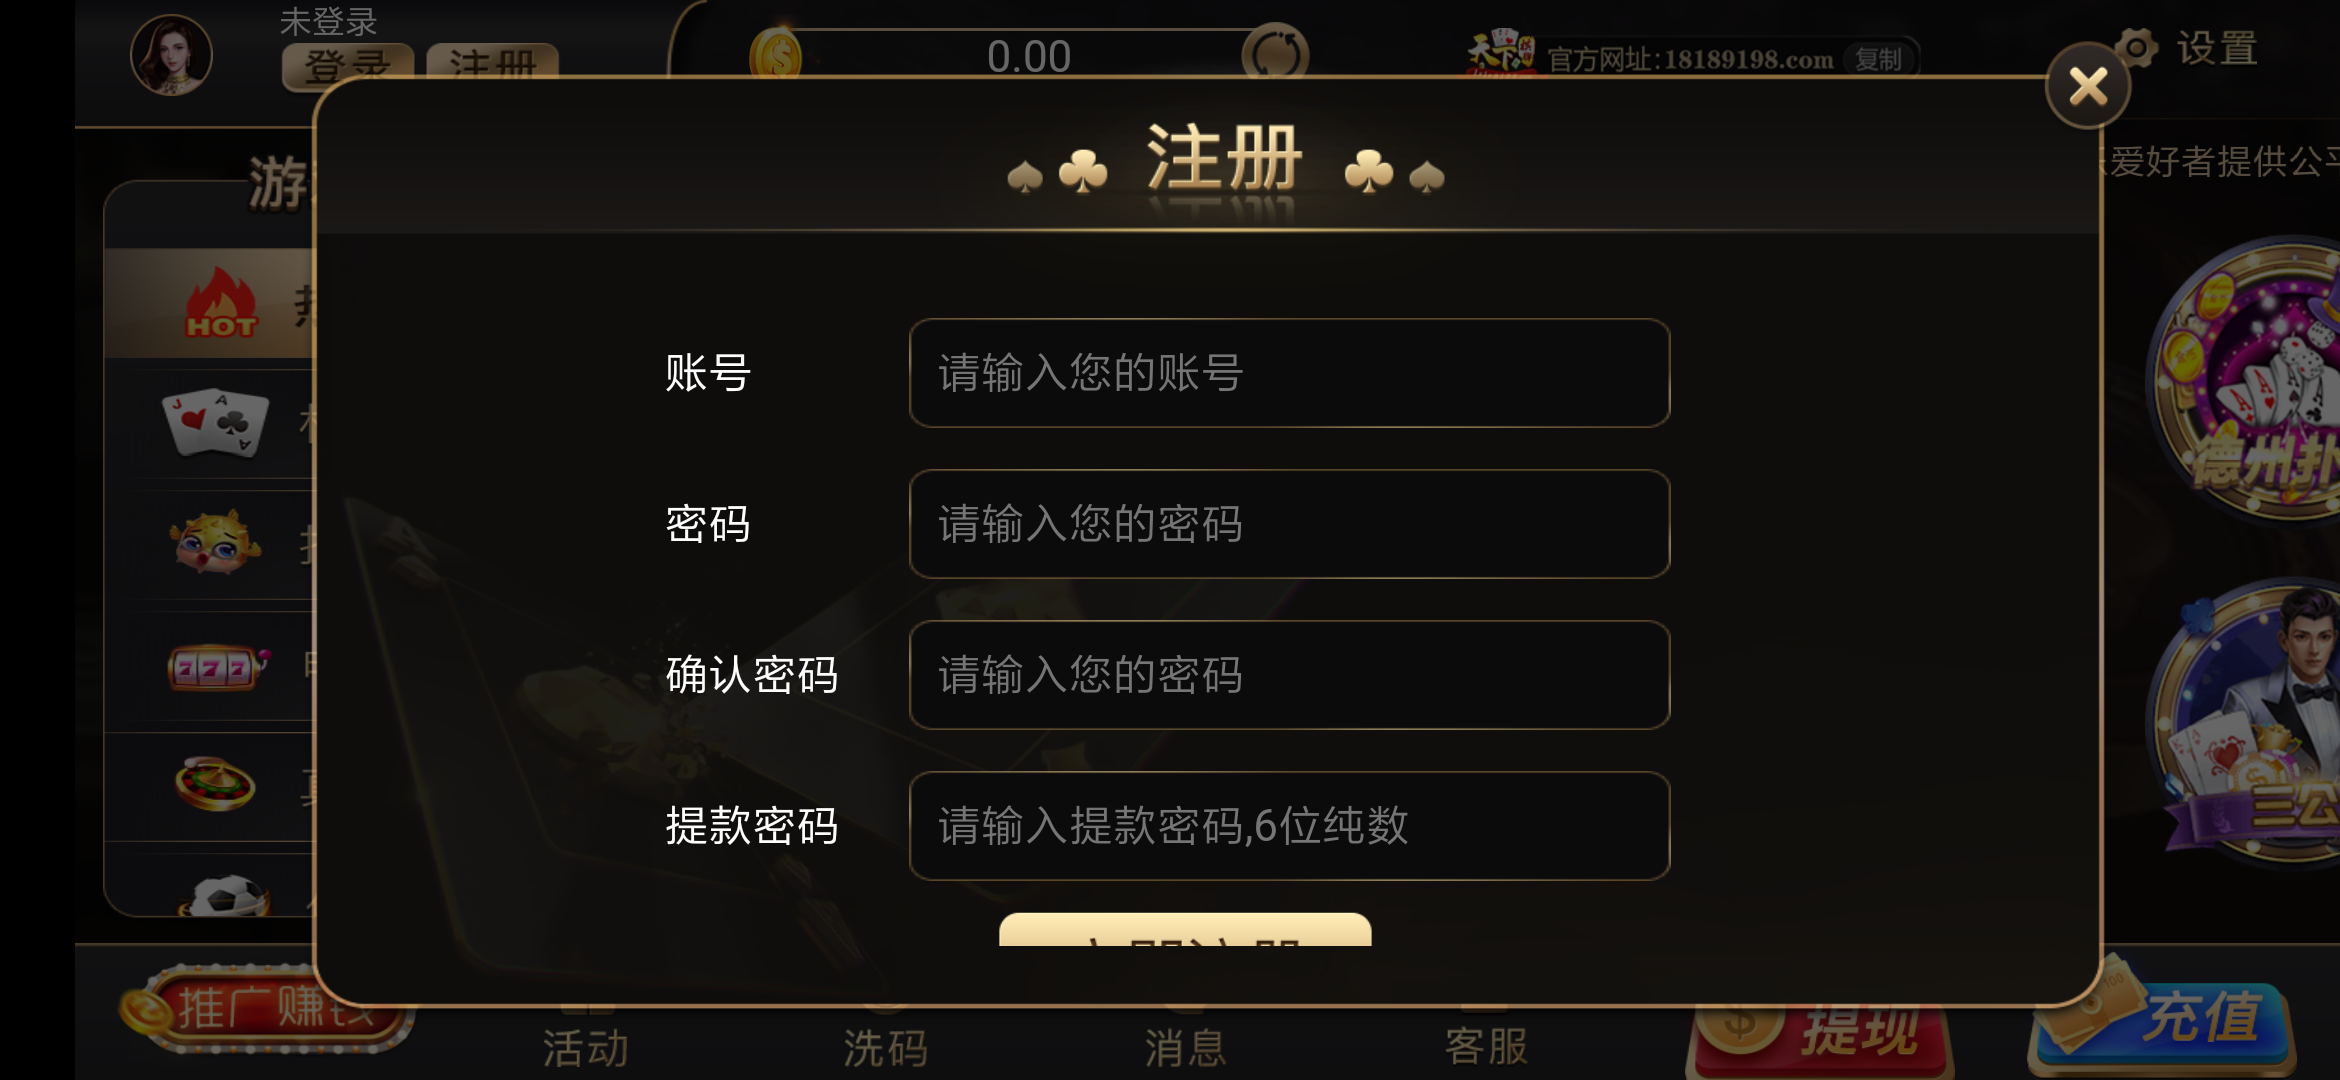 未登录
登录
注册
0.00
天下
官方网址:18189198.com
复制
设置
注册
爱好者提供公平
游
HOT
账号
请输入您的账号
密码
请输入您的密码
确认密码
请输入您的密码
提款密码
请输入提款密码,6位纯数
德州扑
三公
推广赚钱
活动
洗码
消息
客服
提现
充值